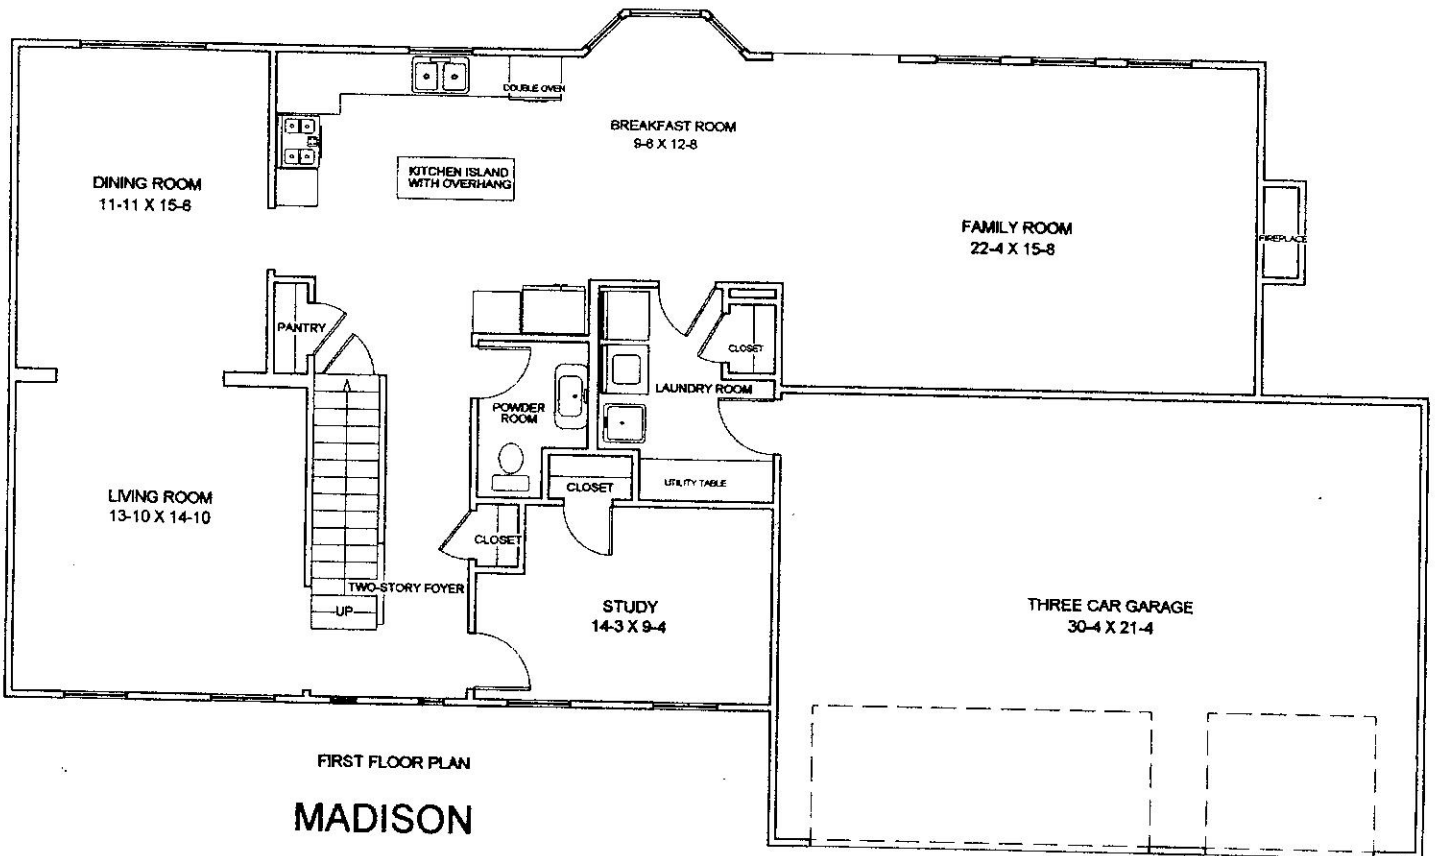 DOUBLE OVEN
BREAKFAST ROOM
9-6 X 12-8
KITCHEN ISLAND
WITH OVERHANG
DINING ROOM
11-11 X 15-6
FAMILY ROOM
22-4 X 15-8
FIREPLACE
PANTRY
CLOSET
LAUNDRY ROOM
POWDER
ROOM
UTILITY TABLE
CLOSET
LIVING ROOM
13-10 X 14-10
CLOSET
TWO-STORY FOYER
UP
STUDY
14-3 X 9-4
THREE CAR GARAGE
30-4 X 21-4
FIRST FLOOR PLAN
MADISON